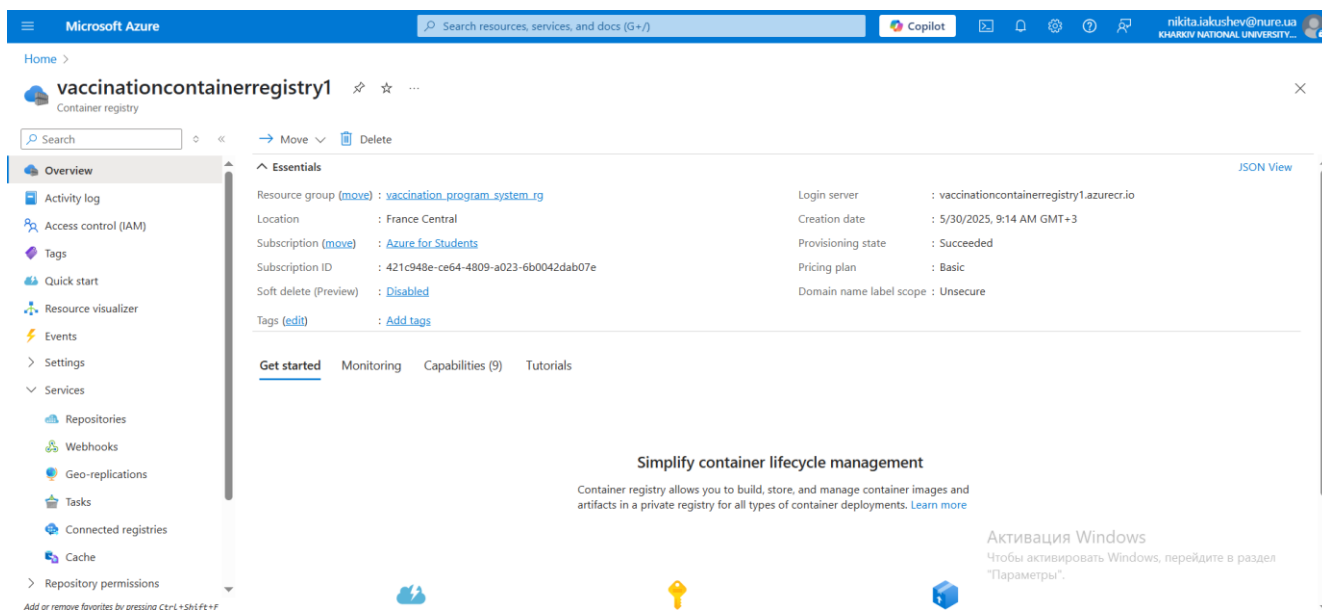 Microsoft Azure
Search resources, services, and docs (G+/)
Copilot
nikita.iakushev@nure.ua
KHARKIV NATIONAL UNIVERSITY...
Home >
vaccinationcontainerregistry1
Container registry
Search
Move
Delete
Overview
Activity log
Access control (IAM)
Tags
Quick start
Resource visualizer
Events
Settings
Services
Repositories
Webhooks
Geo-replications
Tasks
Connected registries
Cache
Repository permissions
Add or remove favorites by pressing Ctrl+Shift+F
Essentials
JSON View
Resource group (move) : vaccination_program_system_rg
Location : France Central
Subscription (move) : Azure for Students
Subscription ID : 421c948e-ce64-4809-a023-6b0042dab07e
Soft delete (Preview) : Disabled
Tags (edit) : Add tags
Login server : vaccinationcontainerregistry1.azurecr.io
Creation date : 5/30/2025, 9:14 AM GMT+3
Provisioning state : Succeeded
Pricing plan : Basic
Domain name label scope : Unsecure
Get started Monitoring Capabilities (9) Tutorials
Simplify container lifecycle management
Container registry allows you to build, store, and manage container images and
artifacts in a private registry for all types of container deployments. Learn more
Активация Windows
Чтобы активировать Windows, перейдите в раздел
"Параметры".